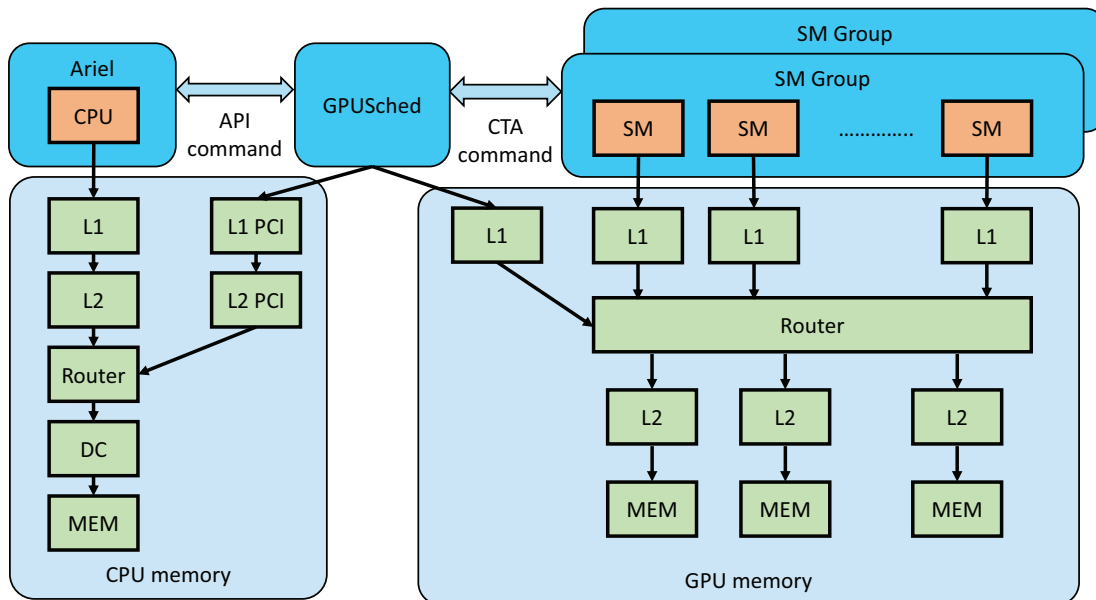 SM Group
SM Group
Ariel
CPU
API
command
GPUSched
CTA
command
SM
SM
…………..
SM
L1
L1 PCI
L1
L1
L1
L1
L2
L2 PCI
Router
Router
L2
L2
L2
DC
MEM
MEM
MEM
MEM
CPU memory
GPU memory